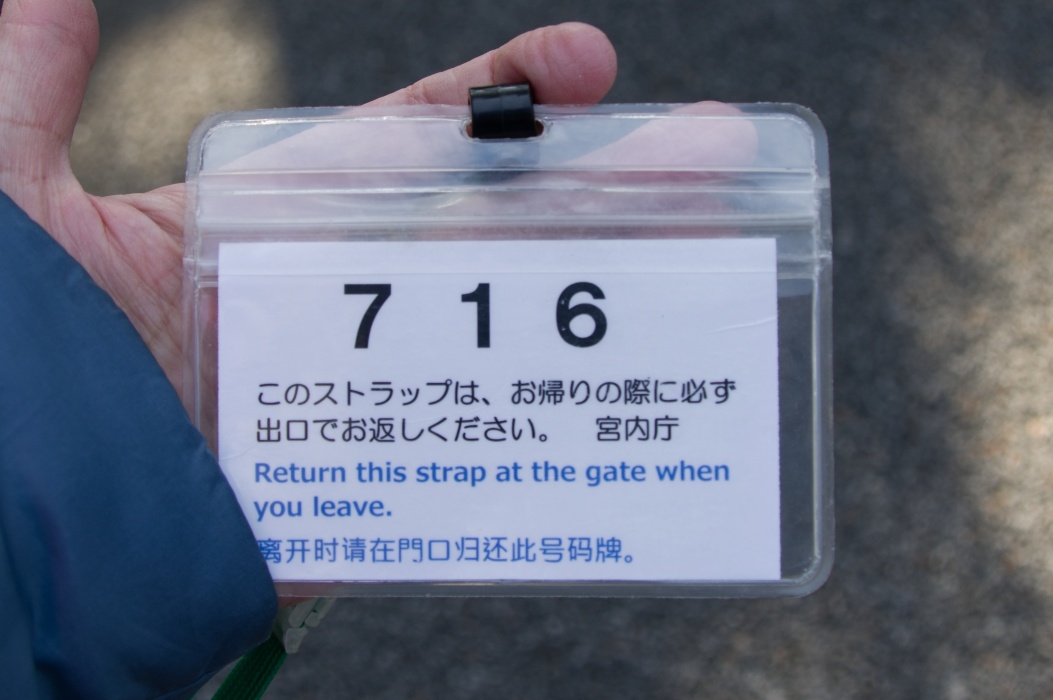 7 1 6
このストラップは、お帰りの際に必ず
出口でお返しください。 宮内庁
Return this strap at the gate when
you leave.
离开时请在門口归还此号码牌。